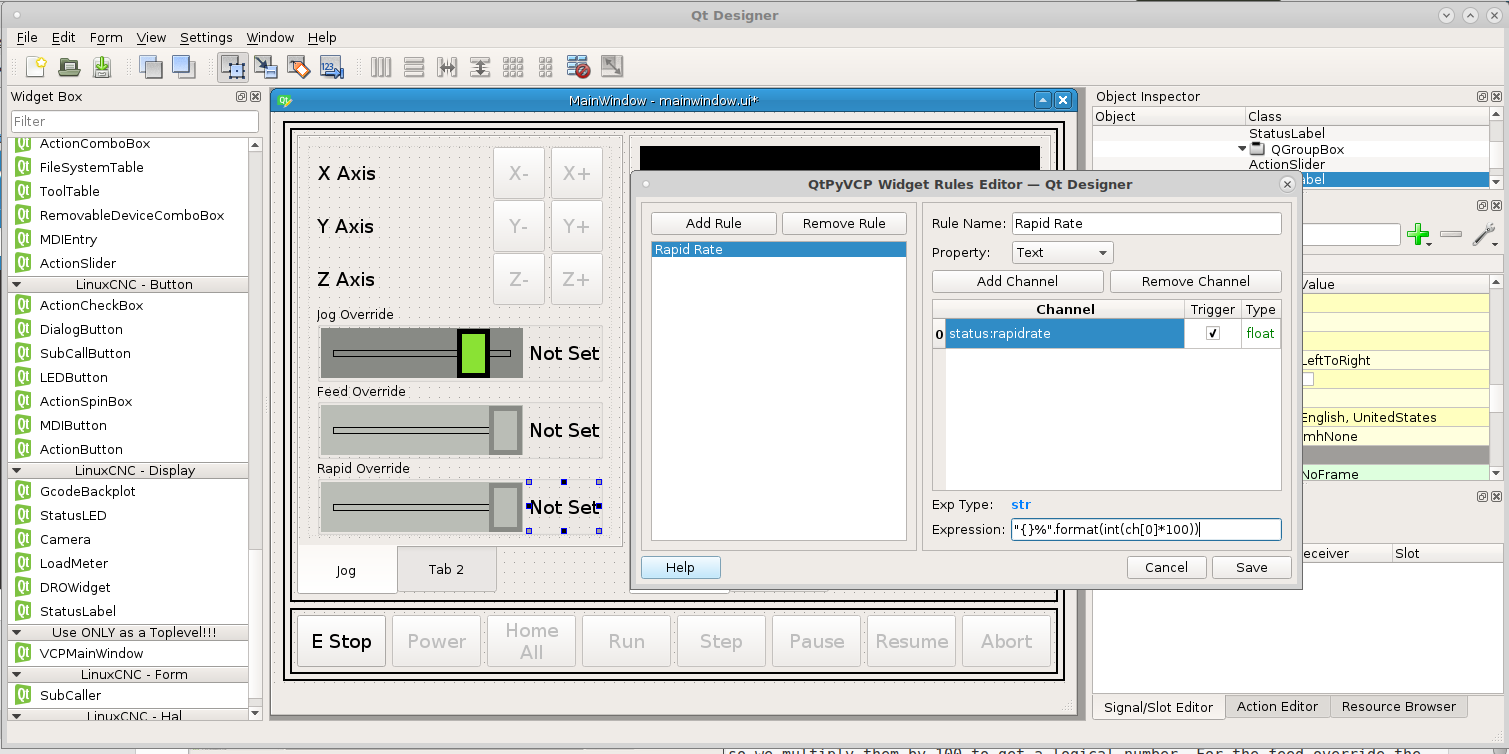 Qt Designer
File Edit Form View Settings Window Help
Widget Box
Filter
ActionComboBox
FileSystemTable
ToolTable
RemovableDeviceComboBox
MDIEntry
ActionSlider
LinuxCNC - Button
ActionCheckBox
DialogButton
SubCallButton
LEDButton
ActionSpinBox
MDIButton
ActionButton
LinuxCNC - Display
GcodeBackplot
StatusLED
Camera
LoadMeter
DROWidget
StatusLabel
Use ONLY as a Toplevel!!!
VCPMainWindow
LinuxCNC - Form
SubCaller
LinuxCNC - Hal
MainWindow - mainwindow.ui*
X Axis X- X+
Y Axis Y- Y+
Z Axis Z- Z+
Jog Override
Not Set
Feed Override
Not Set
Rapid Override
Not Set
Jog Tab 2
E Stop Power Home All Run Step Pause Resume Abort
QtPyVCP Widget Rules Editor — Qt Designer
Add Rule Remove Rule
Rapid Rate
Rule Name: Rapid Rate
Property: Text
Add Channel Remove Channel
Channel Trigger Type
0 status:rapidrate float
Exp Type: str
Expression: "{}%".format(int(ch[0]*100))
Help Cancel Save
Object Inspector
Object Class
StatusLabel
QGroupBox
ActionSlider
label
Value
LeftToRight
English, UnitedStates
ImhNone
NoFrame
eceiver Slot
Signal/Slot Editor Action Editor Resource Browser
so we multiply them by 100 to get a logical number. For the feed override the